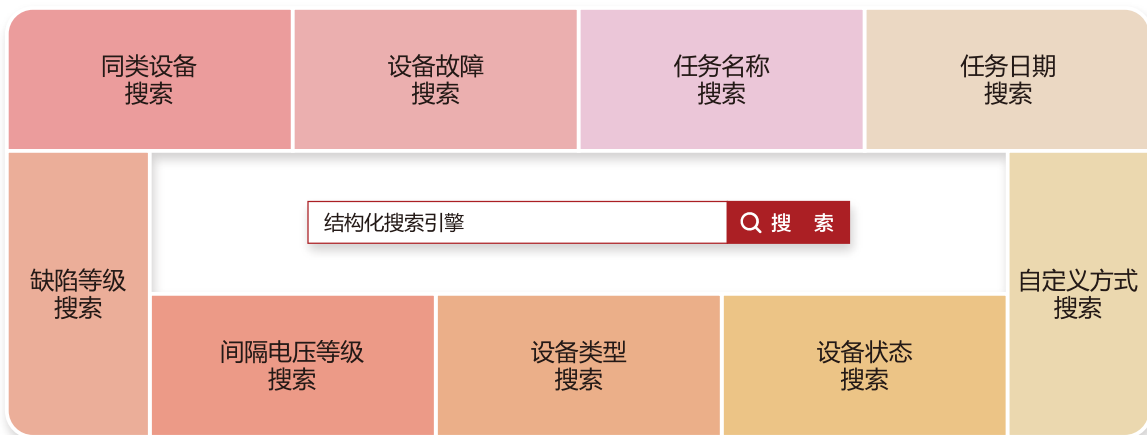 同类设备
搜索
设备故障
搜索
任务名称
搜索
任务日期
搜索
缺陷等级
搜索
结构化搜索引擎
搜 索
自定义方式
搜索
间隔电压等级
搜索
设备类型
搜索
设备状态
搜索